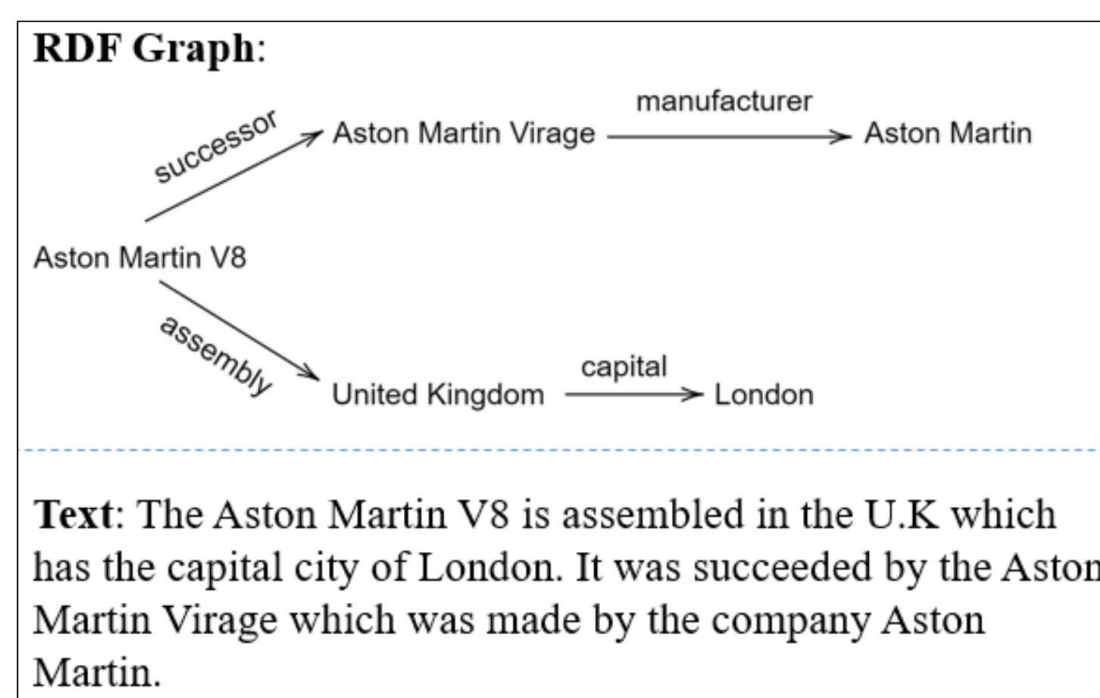 RDF Graph:
manufacturer
successor
Aston Martin Virage
Aston Martin
Aston Martin V8
assembly
capital
United Kingdom
London
Text: The Aston Martin V8 is assembled in the U.K which
has the capital city of London. It was succeeded by the Aston
Martin Virage which was made by the company Aston
Martin.